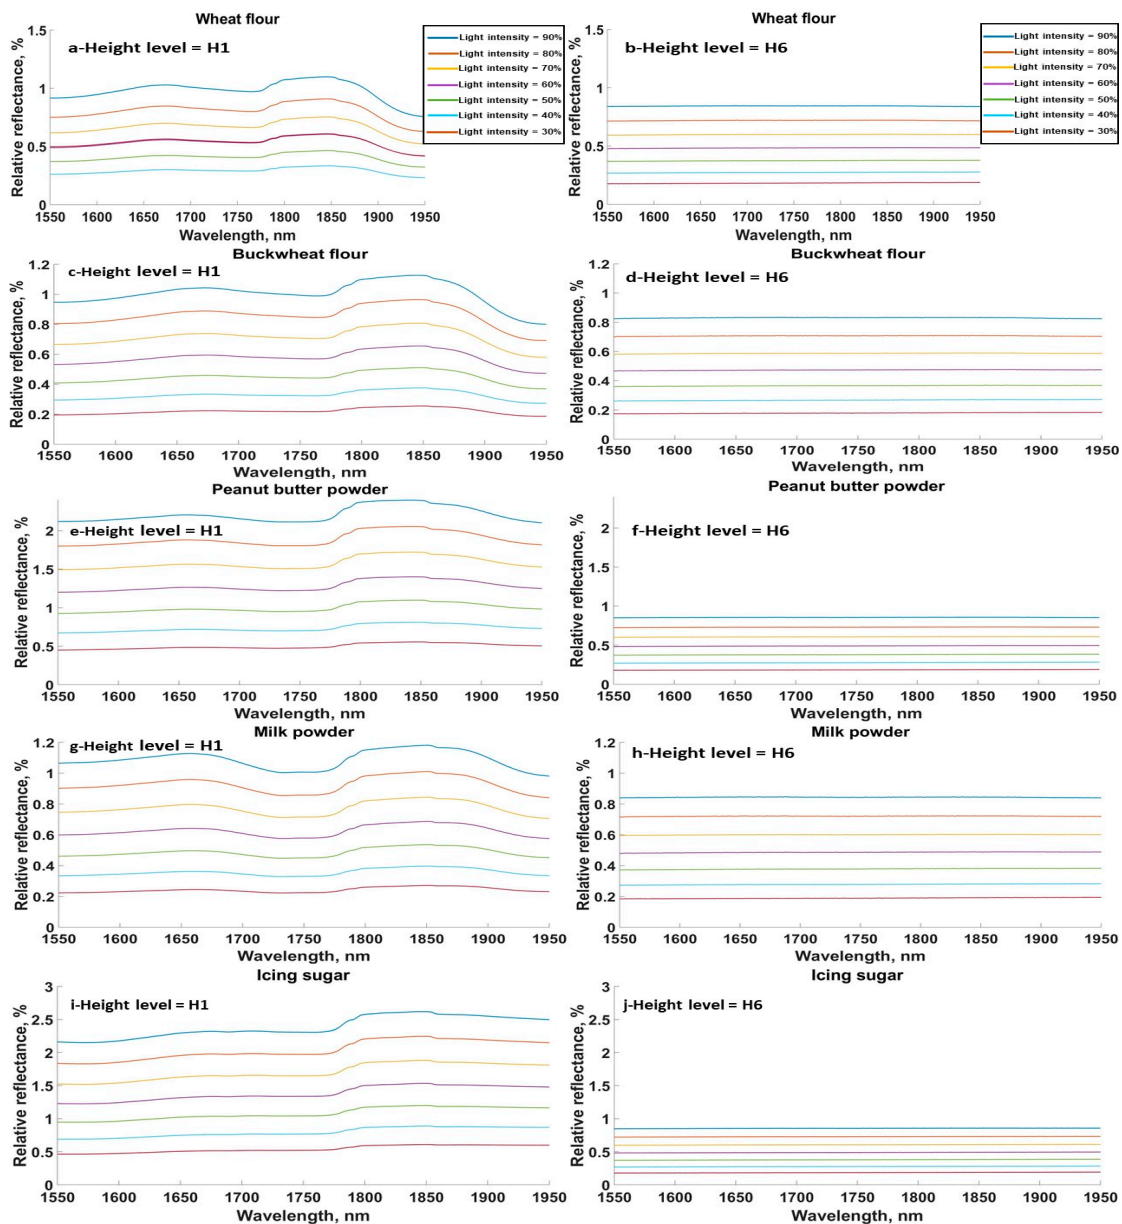 Wheat flour
a-Height level = H1
Relative reflectance, %
1.5
1
0.5
0
1550 1600 1650 1700 1750 1800 1850 1900 1950
Wavelength, nm
Light intensity = 90%
Light intensity = 80%
Light intensity = 70%
Light intensity = 60%
Light intensity = 50%
Light intensity = 40%
Light intensity = 30%
Wheat flour
b-Height level = H6
Relative reflectance, %
1.5
1
0.5
0
1550 1600 1650 1700 1750 1800 1850 1900 1950
Wavelength, nm
Light intensity = 90%
Light intensity = 80%
Light intensity = 70%
Light intensity = 60%
Light intensity = 50%
Light intensity = 40%
Light intensity = 30%
Buckwheat flour
c-Height level = H1
Relative reflectance, %
1.2
1
0.8
0.6
0.4
0.2
0
1550 1600 1650 1700 1750 1800 1850 1900 1950
Wavelength, nm
Buckwheat flour
d-Height level = H6
Relative reflectance, %
1.2
1
0.8
0.6
0.4
0.2
0
1550 1600 1650 1700 1750 1800 1850 1900 1950
Wavelength, nm
Peanut butter powder
e-Height level = H1
Relative reflectance, %
2
1.5
1
0.5
0
1550 1600 1650 1700 1750 1800 1850 1900 1950
Wavelength, nm
Peanut butter powder
f-Height level = H6
Relative reflectance, %
2
1.5
1
0.5
0
1550 1600 1650 1700 1750 1800 1850 1900 1950
Wavelength, nm
Milk powder
g-Height level = H1
Relative reflectance, %
1.2
1
0.8
0.6
0.4
0.2
0
1550 1600 1650 1700 1750 1800 1850 1900 1950
Wavelength, nm
Milk powder
h-Height level = H6
Relative reflectance, %
1.2
1
0.8
0.6
0.4
0.2
0
1550 1600 1650 1700 1750 1800 1850 1900 1950
Wavelength, nm
Icing sugar
i-Height level = H1
Relative reflectance, %
3
2.5
2
1.5
1
0.5
0
1550 1600 1650 1700 1750 1800 1850 1900 1950
Wavelength, nm
Icing sugar
j-Height level = H6
Relative reflectance, %
3
2.5
2
1.5
1
0.5
0
1550 1600 1650 1700 1750 1800 1850 1900 1950
Wavelength, nm